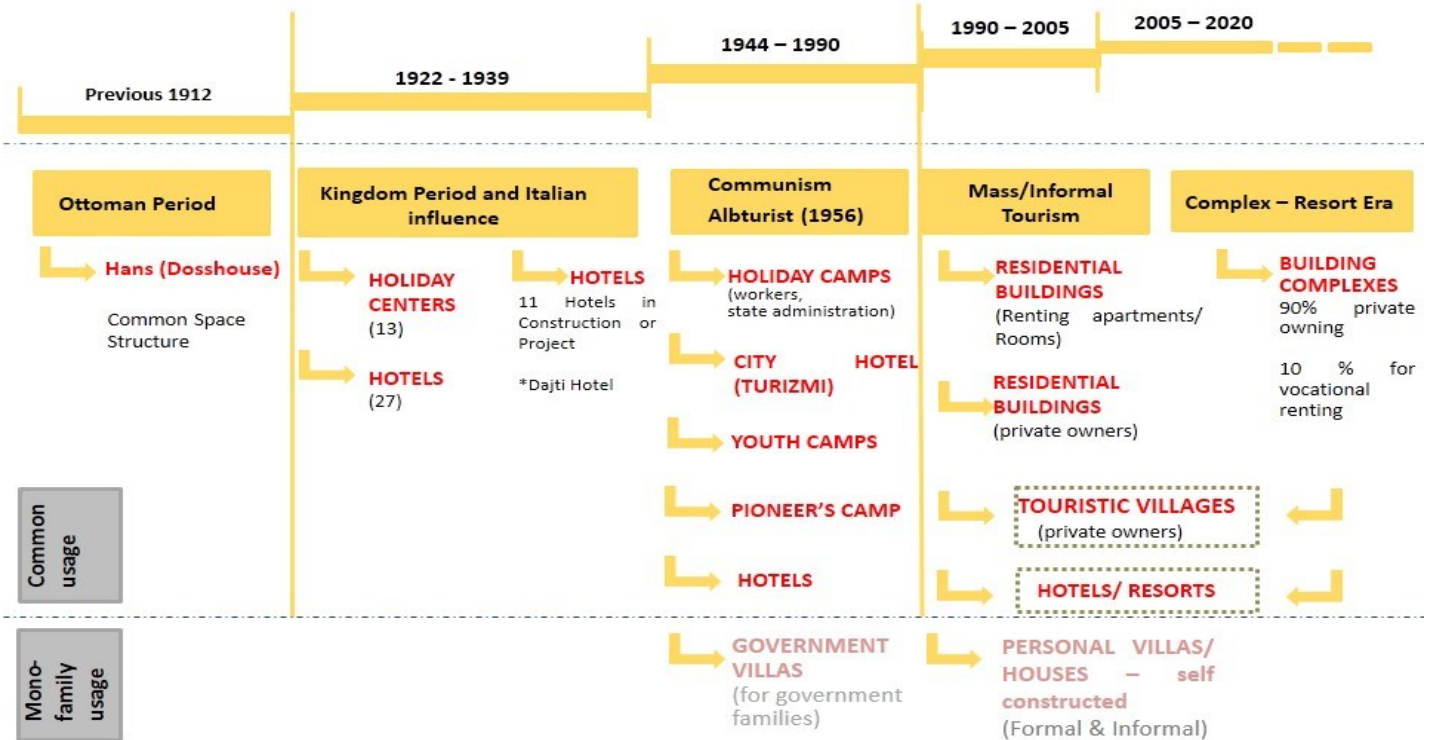 Previous 1912
1922 - 1939
1944 – 1990
1990 – 2005
2005 – 2020
Ottoman Period
Kingdom Period and Italian
influence
Communism
Albturist (1956)
Mass/Informal
Tourism
Complex – Resort Era
Hans (Dosshouse)
Common Space
Structure
HOLIDAY
CENTERS
(13)
HOTELS
(27)
HOTELS
11 Hotels in
Construction or
Project
*Dajti Hotel
HOLIDAY CAMPS
(workers,
state administration)
CITY HOTEL
(TURIZMI)
YOUTH CAMPS
PIONEER'S CAMP
HOTELS
RESIDENTIAL
BUILDINGS
(Renting apartments/
Rooms)
RESIDENTIAL
BUILDINGS
(private owners)
BUILDING
COMPLEXES
90% private
owning
10 % for
vocational
renting
TOURISTIC VILLAGES
(private owners)
HOTELS/ RESORTS
Common
usage
Mono-
family
usage
GOVERNMENT
VILLAS
(for government
families)
PERSONAL VILLAS/
HOUSES – self
constructed
(Formal & Informal)